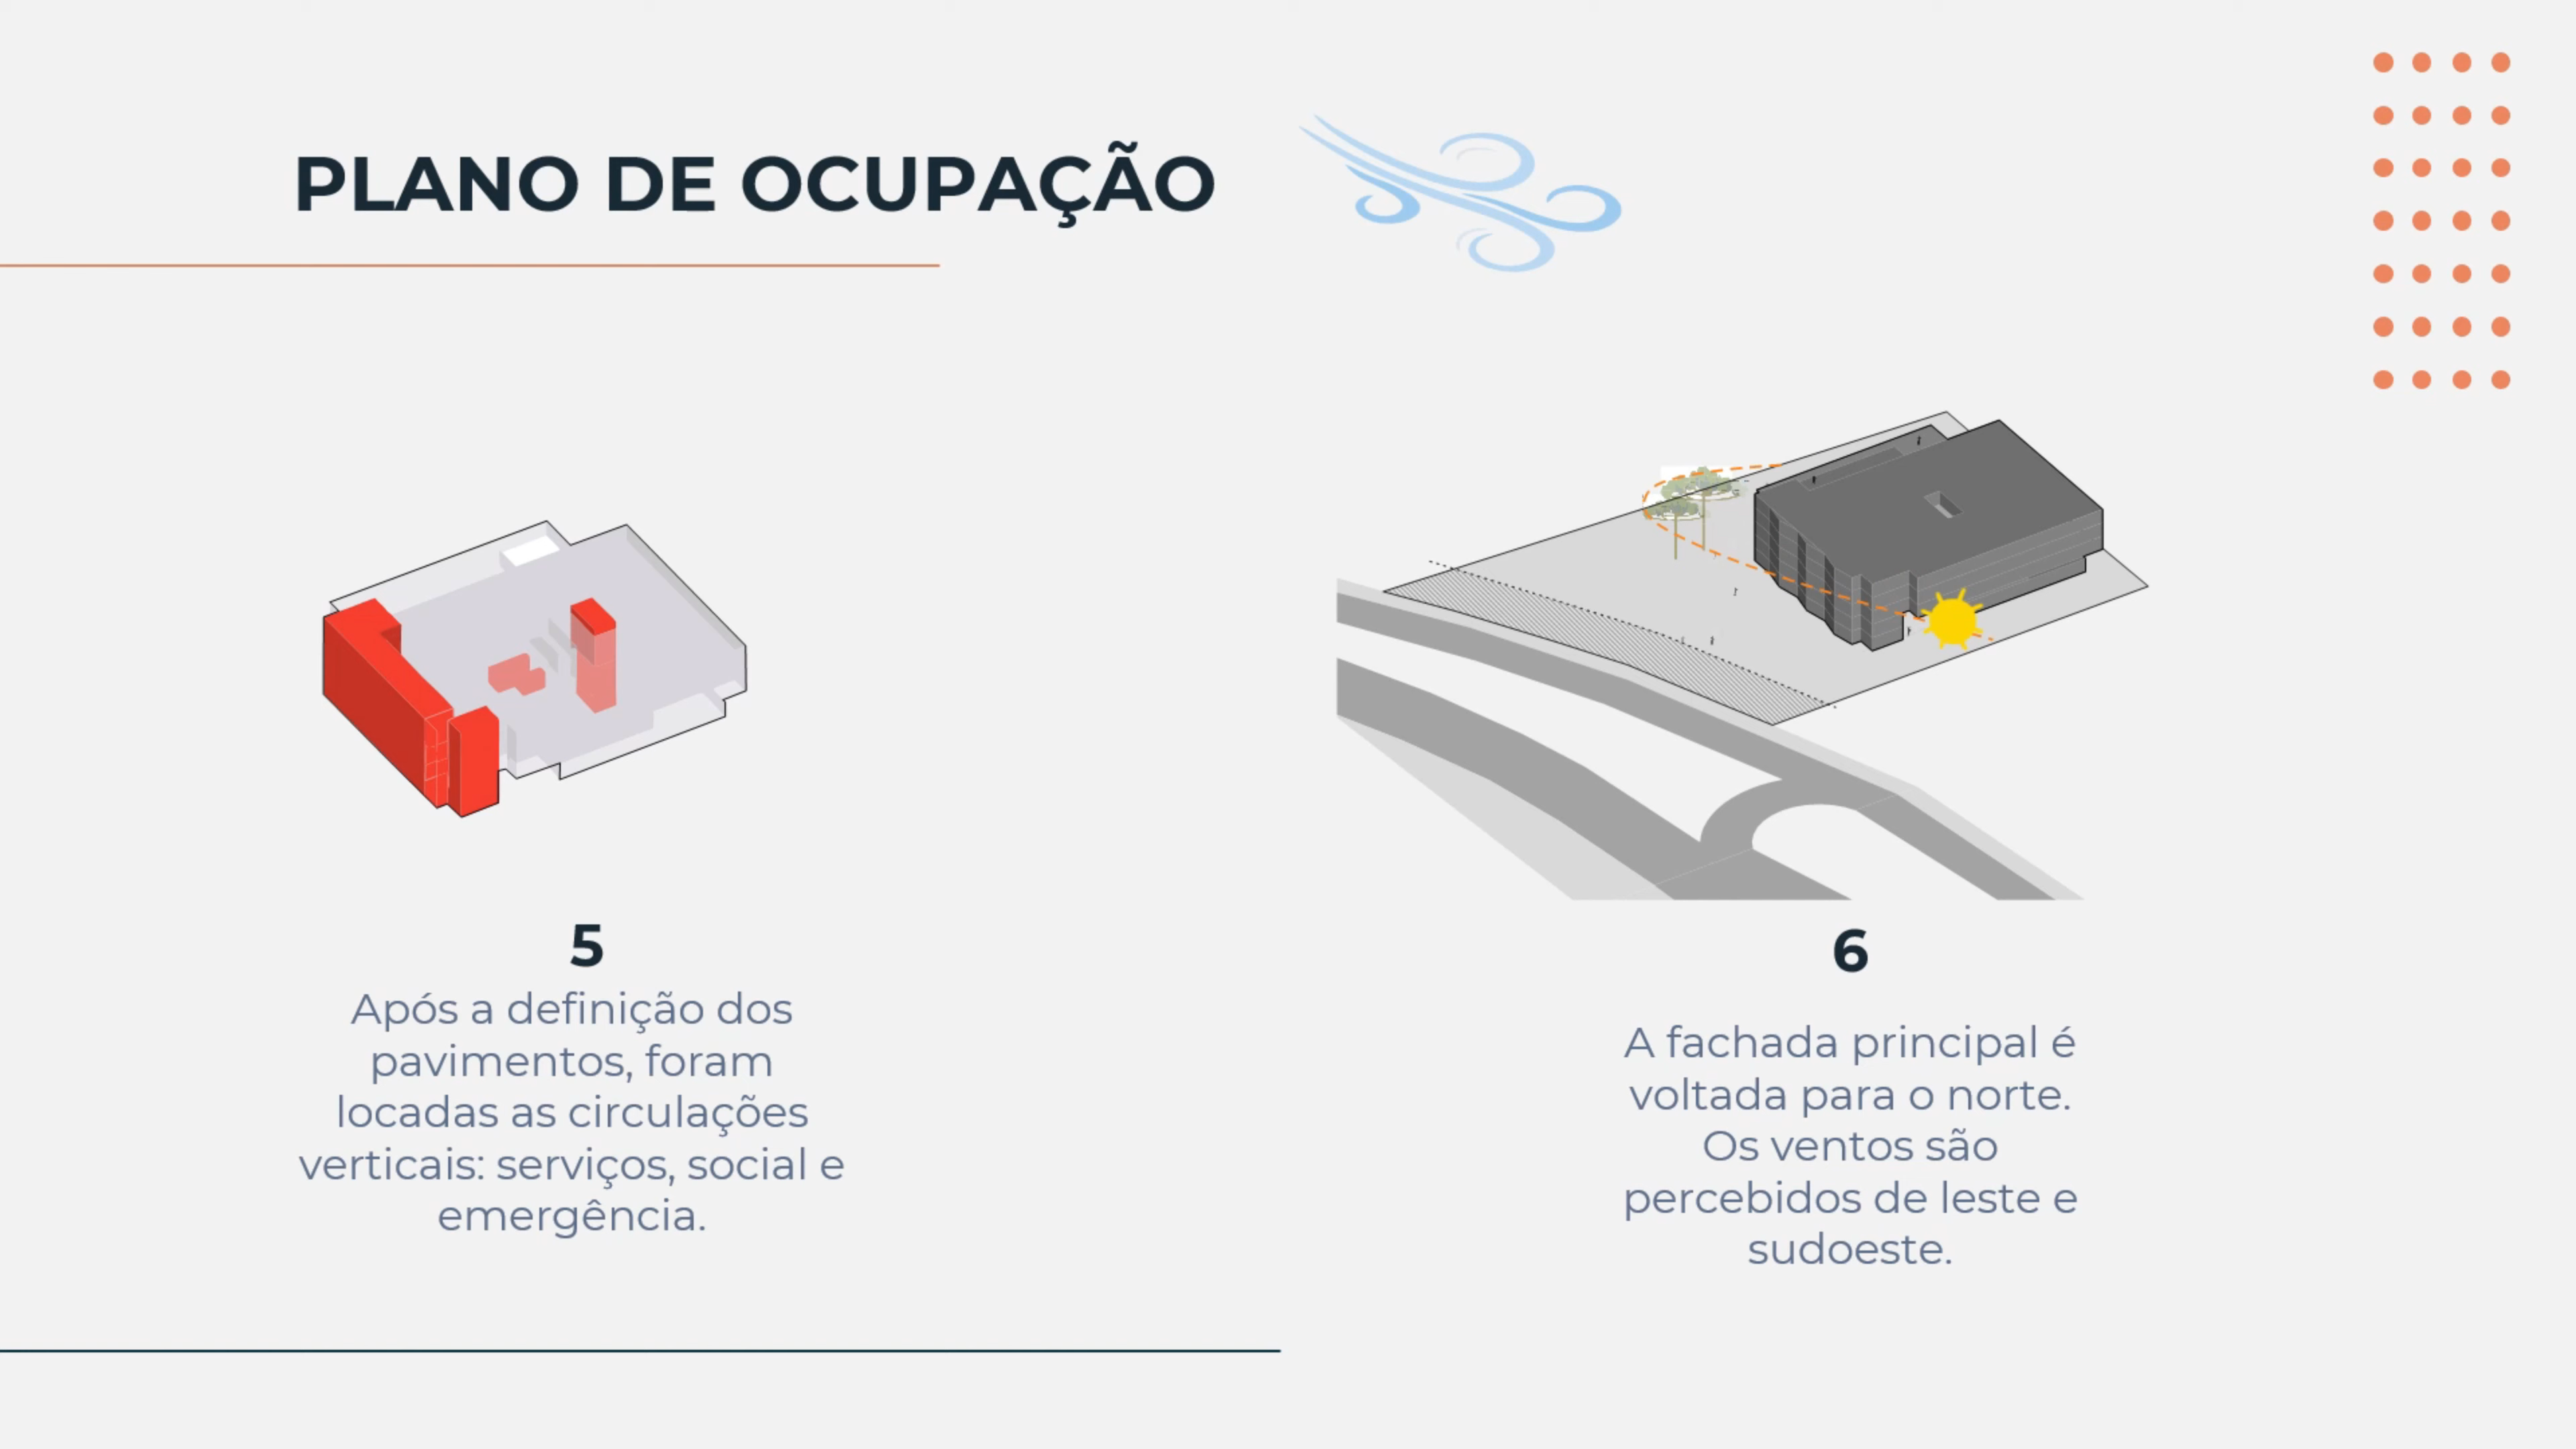 PLANO DE OCUPAÇÃO
5
Após a definição dos
pavimentos, foram
locadas as circulações
verticais: serviços, social e
emergência.
6
A fachada principal é
voltada para o norte.
Os ventos são
percebidos de leste e
sudoeste.